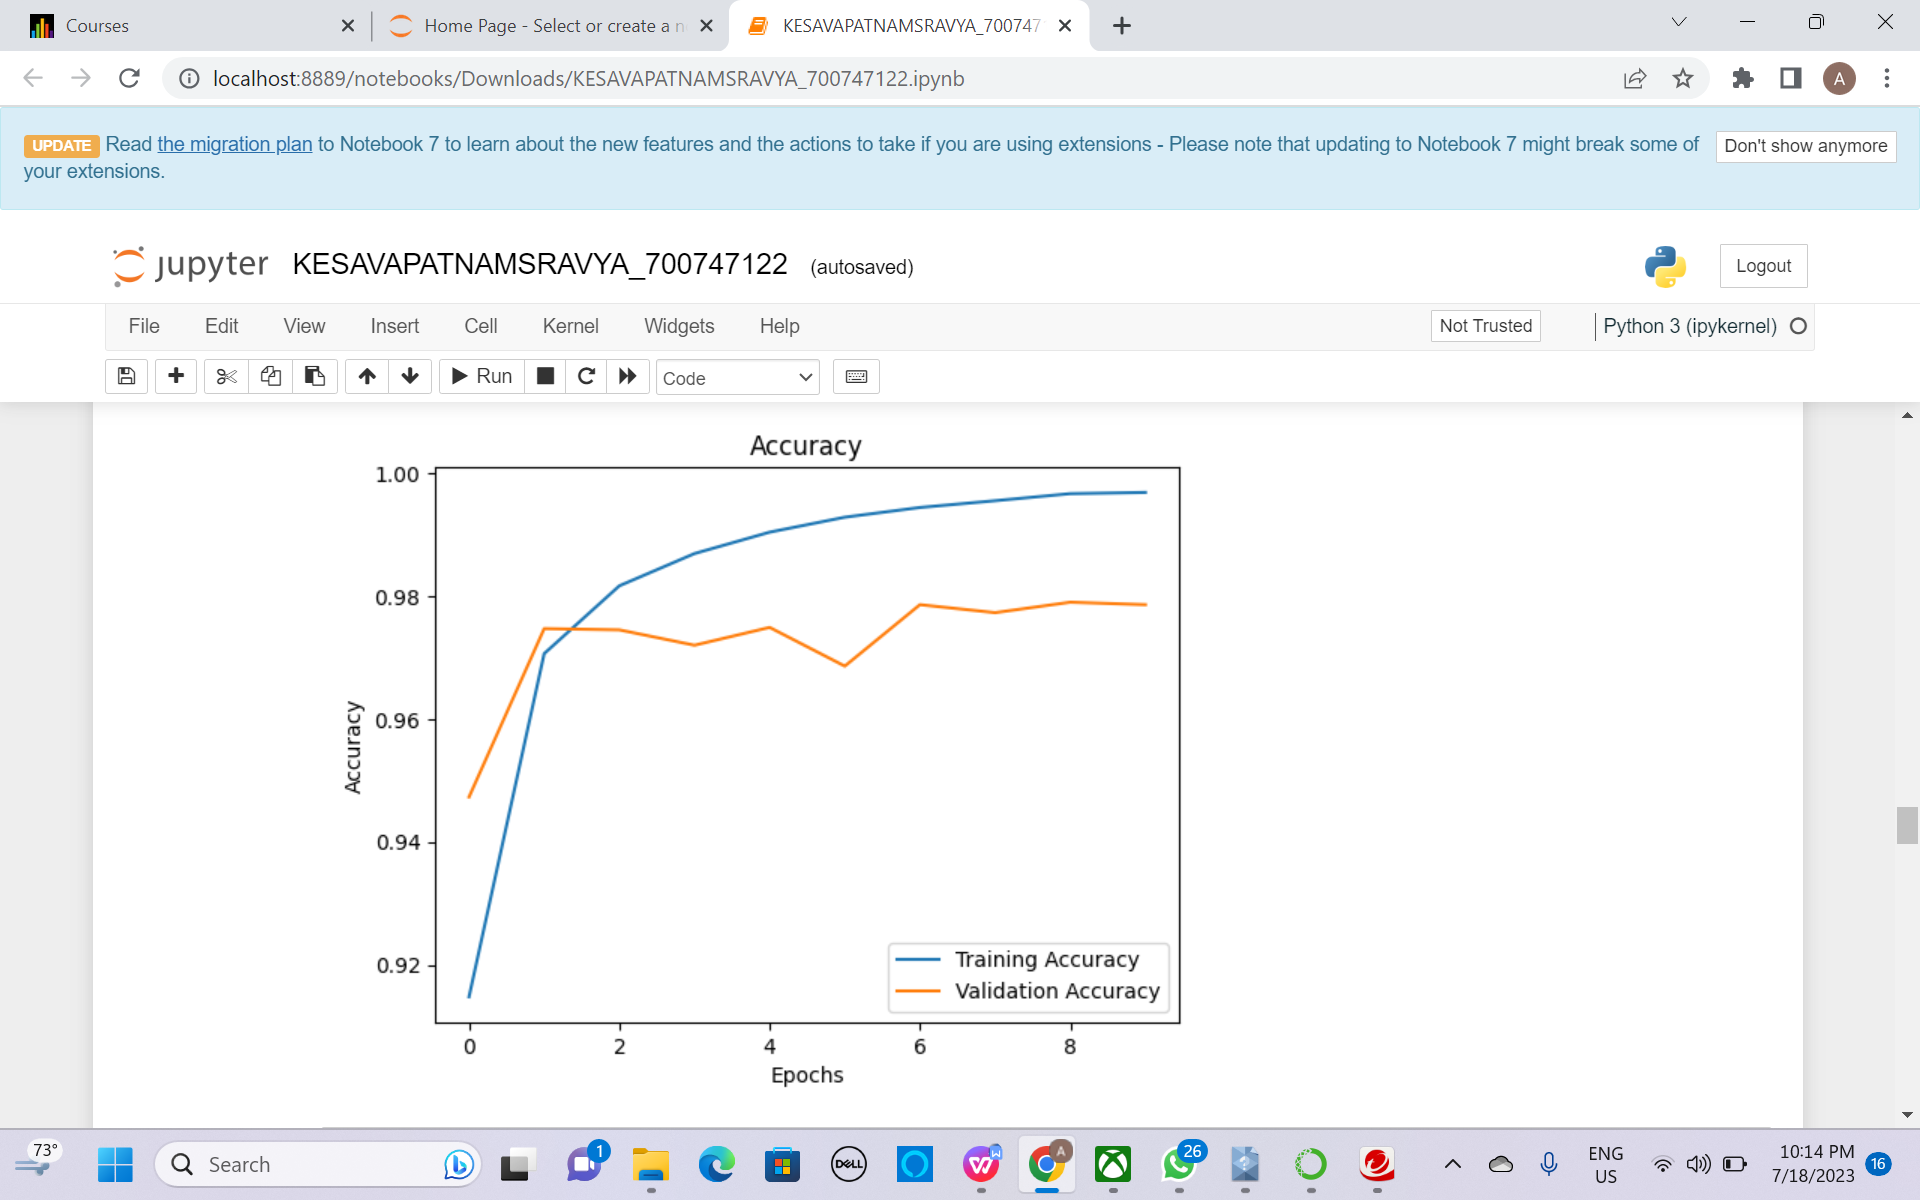 Courses
Home Page - Select or create a n
KESAVAPATNAMSRAVYA_700747
localhost:8889/notebooks/Downloads/KESAVAPATNAMSRAVYA_700747122.ipynb
A
UPDATE Read the migration plan to Notebook 7 to learn about the new features and the actions to take if you are using extensions - Please note that updating to Notebook 7 might break some of
your extensions.
Don't show anymore
jupyter KESAVAPATNAMSRAVYA_700747122 (autosaved)
Logout
File Edit View Insert Cell Kernel Widgets Help
Not Trusted
Python 3 (ipykernel)
Run
Code
Accuracy
1.00
0.98
0.96
0.94
0.92
Accuracy
Training Accuracy
Validation Accuracy
0 2 4 6 8
Epochs
73°
Search
1
DELL
W
A
26
ENG
US
10:14 PM
7/18/2023
16